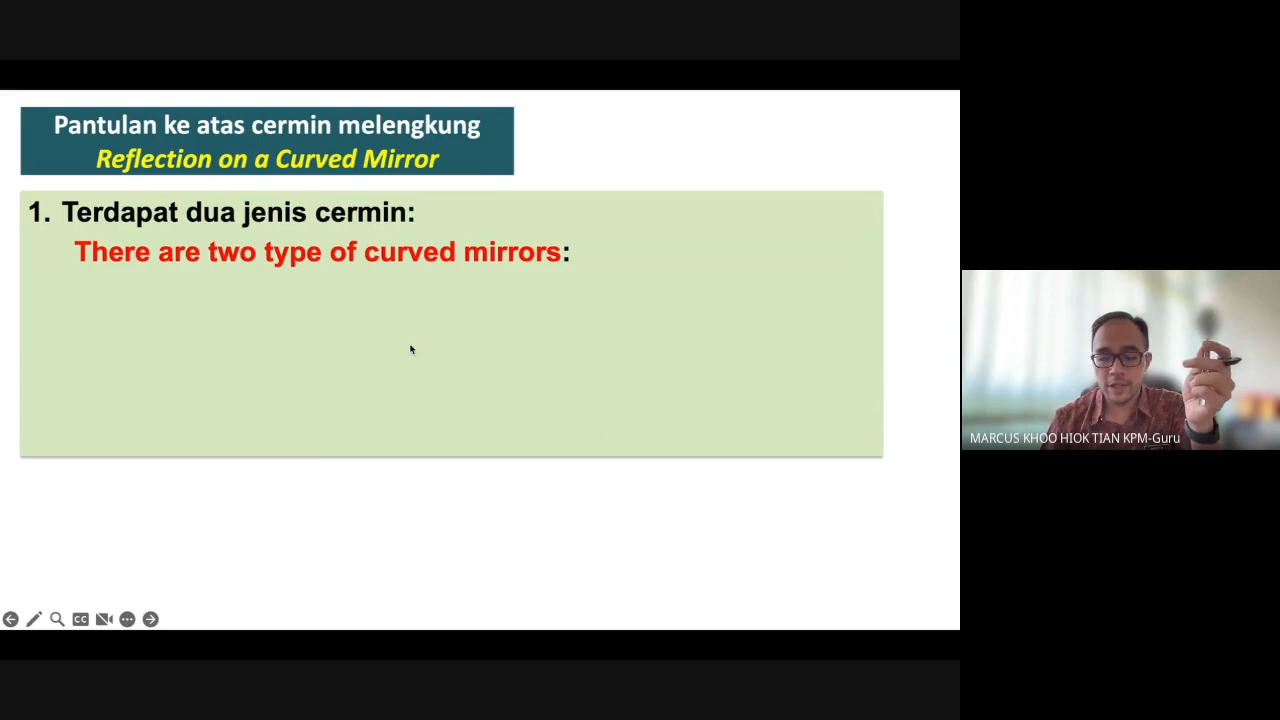 Pantulan ke atas cermin melengkung
Reflection on a Curved Mirror
1. Terdapat dua jenis cermin:
There are two type of curved mirrors:
MARCUS KHOO HIOK TIAN KPM-Guru
CC